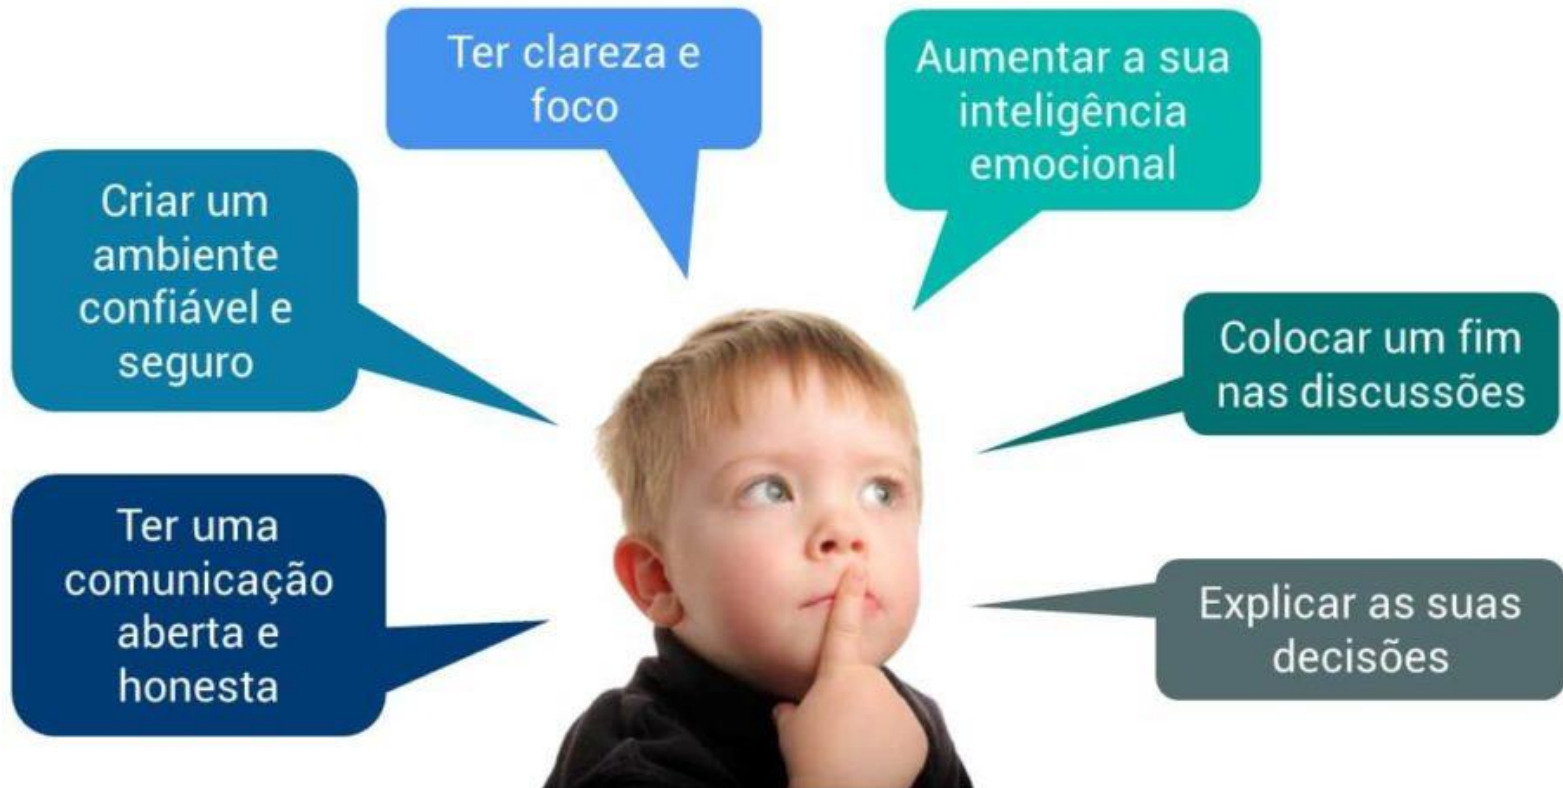 Ter clareza e
foco
Aumentar a sua
inteligência
emocional
Criar um
ambiente
confiável e
seguro
Colocar um fim
nas discussões
Ter uma
comunicação
aberta e
honesta
Explicar as suas
decisões